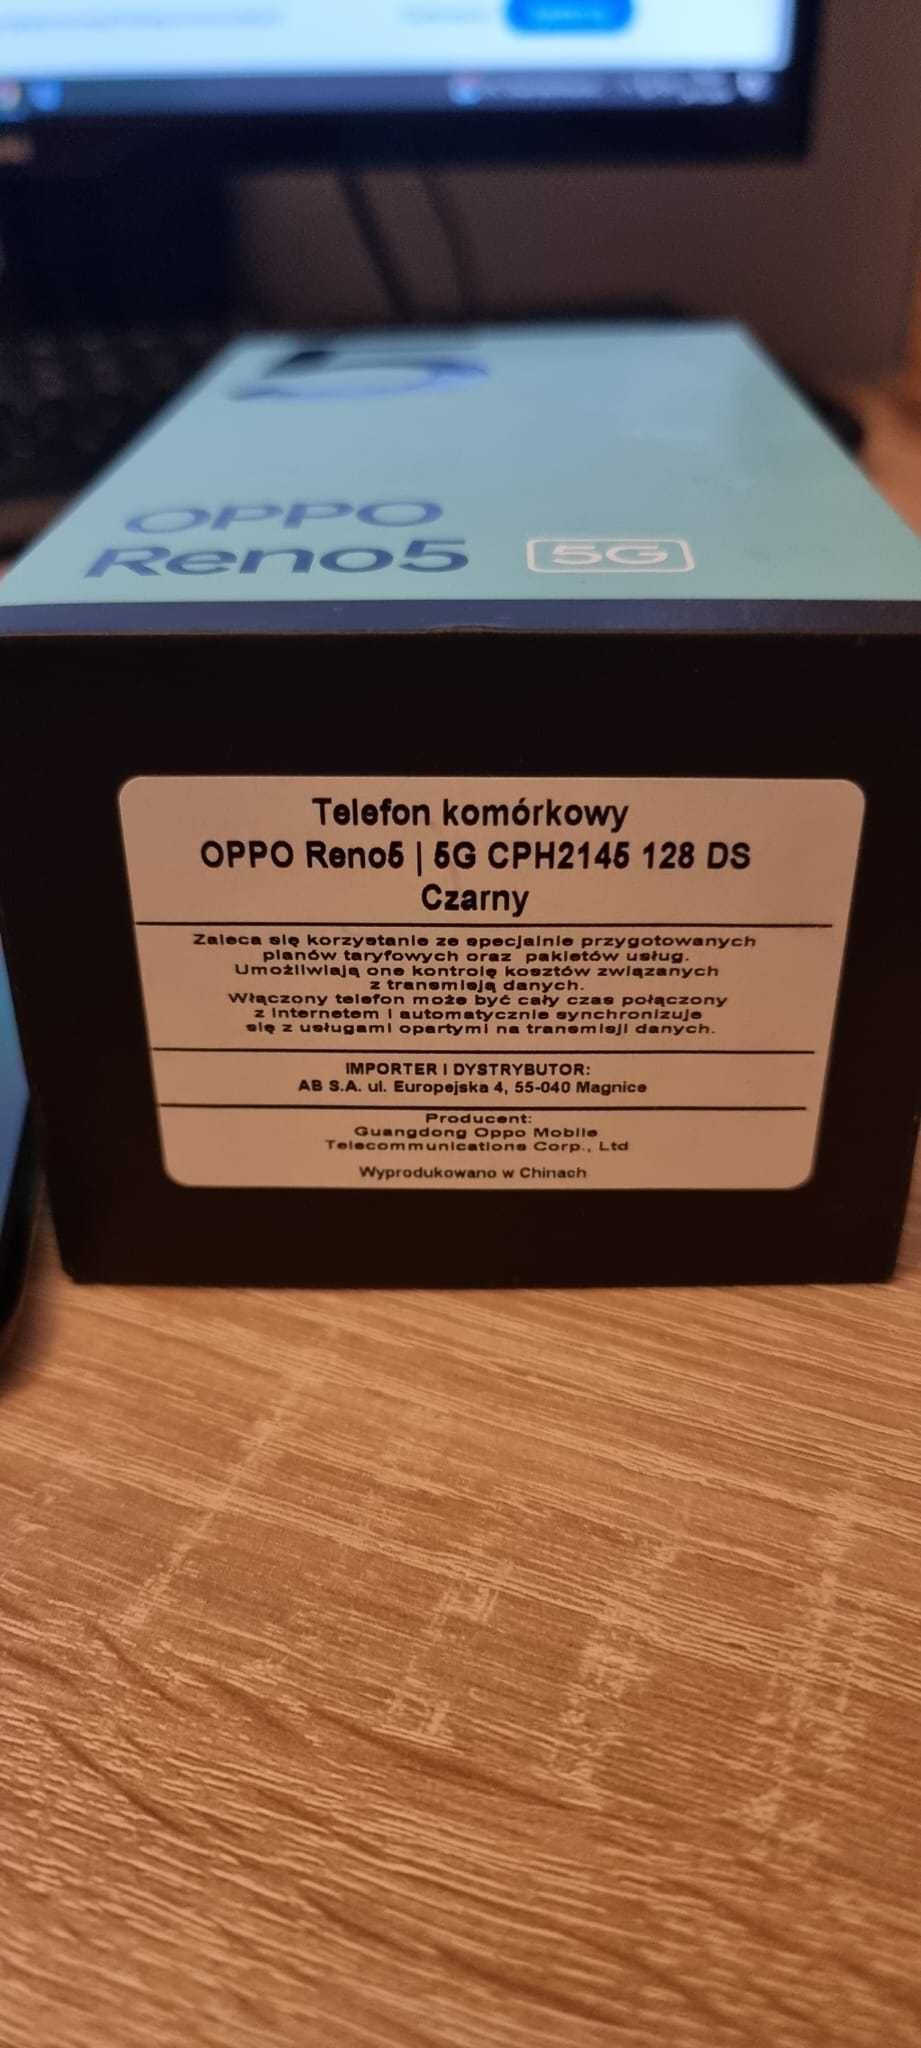 5
OPPO
Reno5 5G
Telefon komórkowy
OPPO Reno5 | 5G CPH2145 128 DS
Czarny
Zaleca się korzystanie ze specjalnie przygotowanych
planów taryfowych oraz pakietów usług.
Umożliwiają one kontrolę kosztów związanych
z transmisją danych.
Włączony telefon może być cały czas połączony
z internetem i automatycznie synchronizuje
się z usługami opartymi na transmisji danych.
IMPORTER I DYSTRYBUTOR:
AB S.A. ul. Europejska 4, 55-040 Magnice
Producent:
Guangdong Oppo Mobile
Telecommunications Corp., Ltd
Wyprodukowano w Chinach